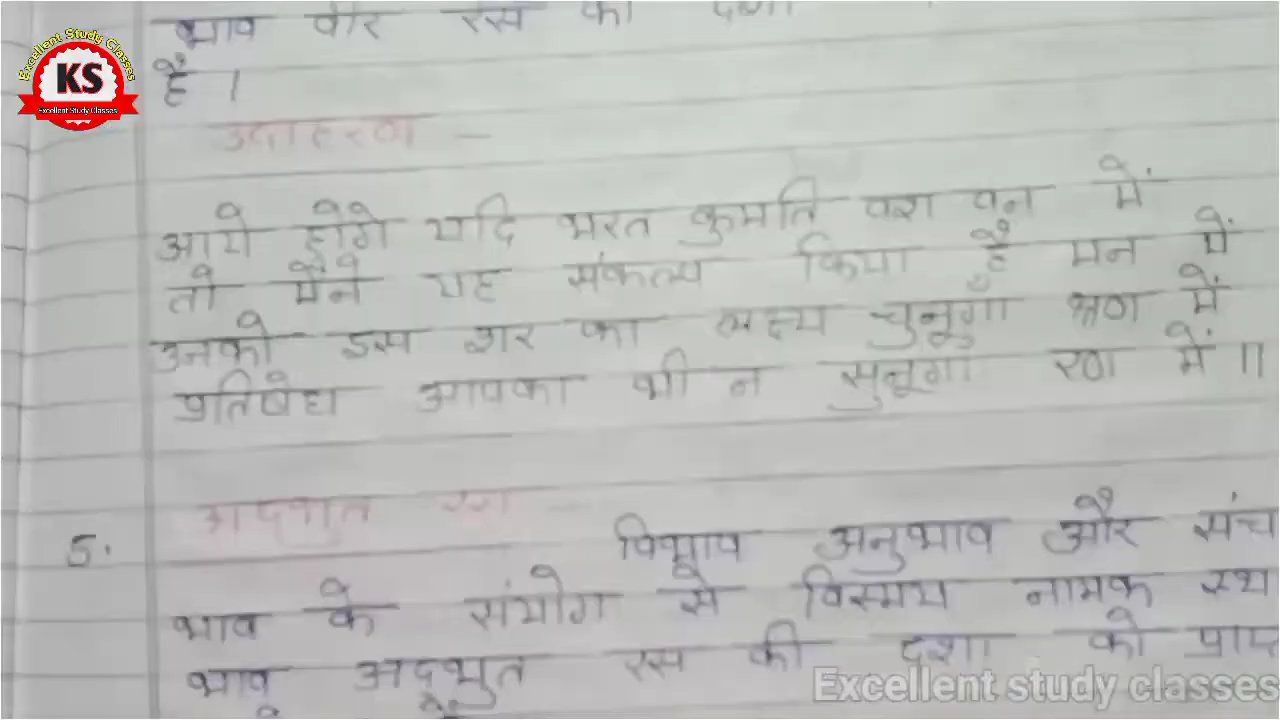 Excellent Study Classes
KS
Excellent Study Classes
भाव वीर रस की दशा
है ।
उदाहरण -
आये होगे यदि भरत कुमति वश वन में
तो मैने यह संकल्प किया है मन में
उनको इस शर का लक्ष्य चुनूगाँ क्षण में
प्रतिषेध आपका भी न सुनूगा रण में ॥
अदभुत रस
5. विभाव अनुभाव और संच
भाव के संयोग से विस्मय नामक स्थ
भाव अदभुत रस की दशा को प्राप्त
है
Excellent study classes